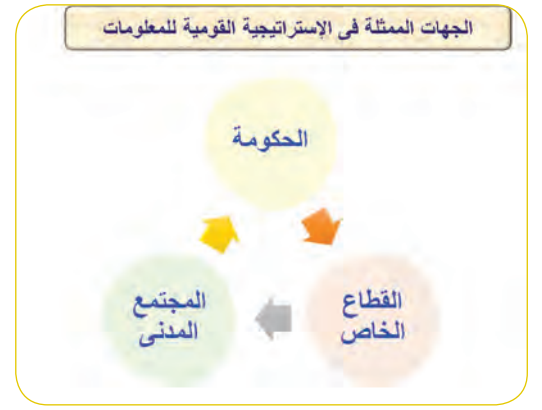 الجهات الممثلة فى الإستراتيجية القومية للمعلومات
الحكومة
القطاع
الخاص
المجتمع
المدنى